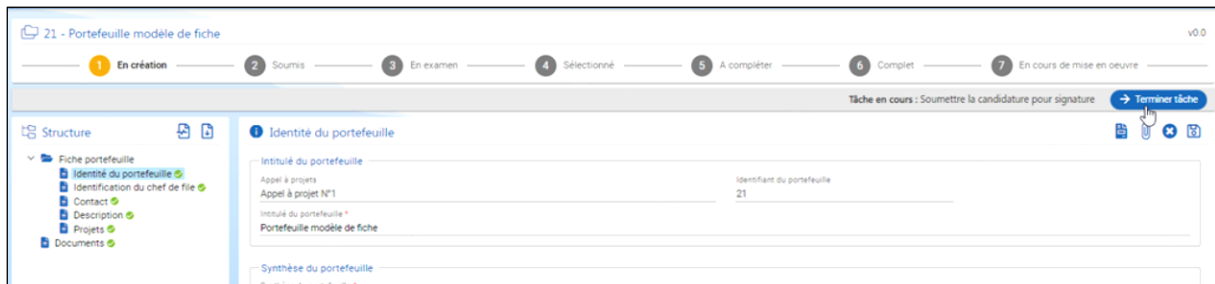 21 - Portefeuille modèle de fiche
v0.0
1 En création 2 Soumis 3 En examen 4 Sélectionné 5 A compléter 6 Complet 7 En cours de mise en oeuvre
Tâche en cours : Soumettre la candidature pour signature Terminer tâche
Structure
Fiche portefeuille
Identité du portefeuille
Identification du chef de file
Contact
Description
Projets
Documents
Identité du portefeuille
Intitulé du portefeuille
Appel à projets Identifiant du portefeuille
Appel à projet N°1 21
Intitulé du portefeuille *
Portefeuille modèle de fiche
Synthèse du portefeuille